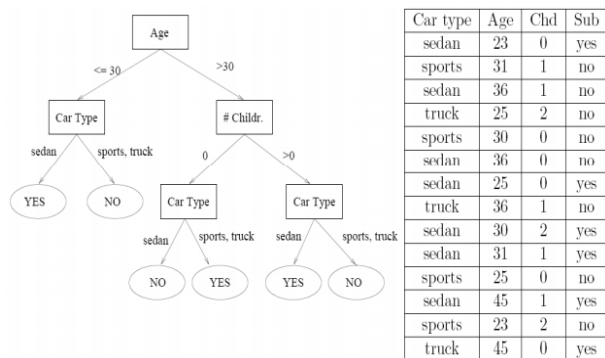 Age
<= 30
>30
Car Type
# Childr.
sedan
sports, truck
0
>0
YES
NO
Car Type
Car Type
sedan
sports, truck
sedan
sports, truck
NO
YES
YES
NO
Car type Age Chd Sub
sedan 23 0 yes
sports 31 1 no
sedan 36 1 no
truck 25 2 no
sports 30 0 no
sedan 36 0 no
sedan 25 0 yes
truck 36 1 no
sedan 30 2 yes
sedan 31 1 yes
sports 25 0 no
sedan 45 1 yes
sports 23 2 no
truck 45 0 yes